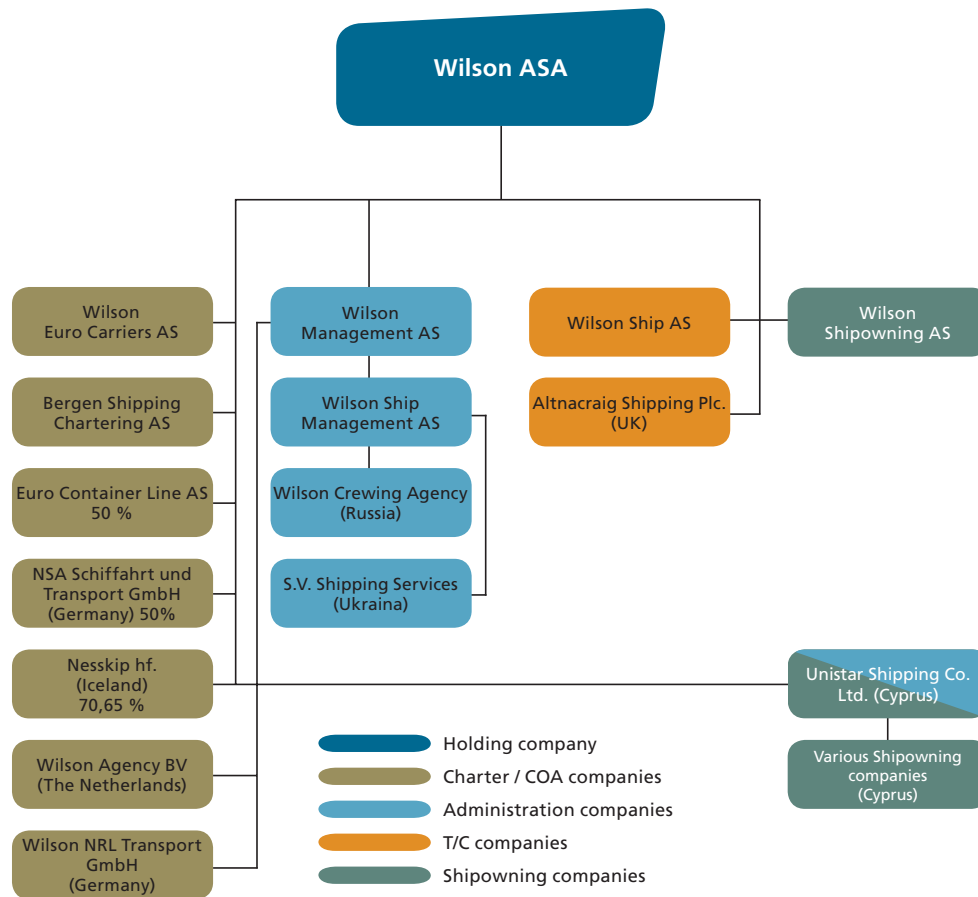 Wilson ASA
Wilson
Euro Carriers AS
Bergen Shipping
Chartering AS
Euro Container Line AS
50 %
NSA Schiffahrt und
Transport GmbH
(Germany) 50%
Nesskip hf.
(Iceland)
70,65 %
Wilson Agency BV
(The Netherlands)
Wilson NRL Transport
GmbH
(Germany)
Wilson
Management AS
Wilson Ship
Management AS
Wilson Crewing Agency
(Russia)
S.V. Shipping Services
(Ukraina)
Wilson Ship AS
Altnacraig Shipping Plc.
(UK)
Wilson
Shipowning AS
Unistar Shipping Co.
Ltd. (Cyprus)
Various Shipowning
companies
(Cyprus)
Holding company
Charter / COA companies
Administration companies
T/C companies
Shipowning companies